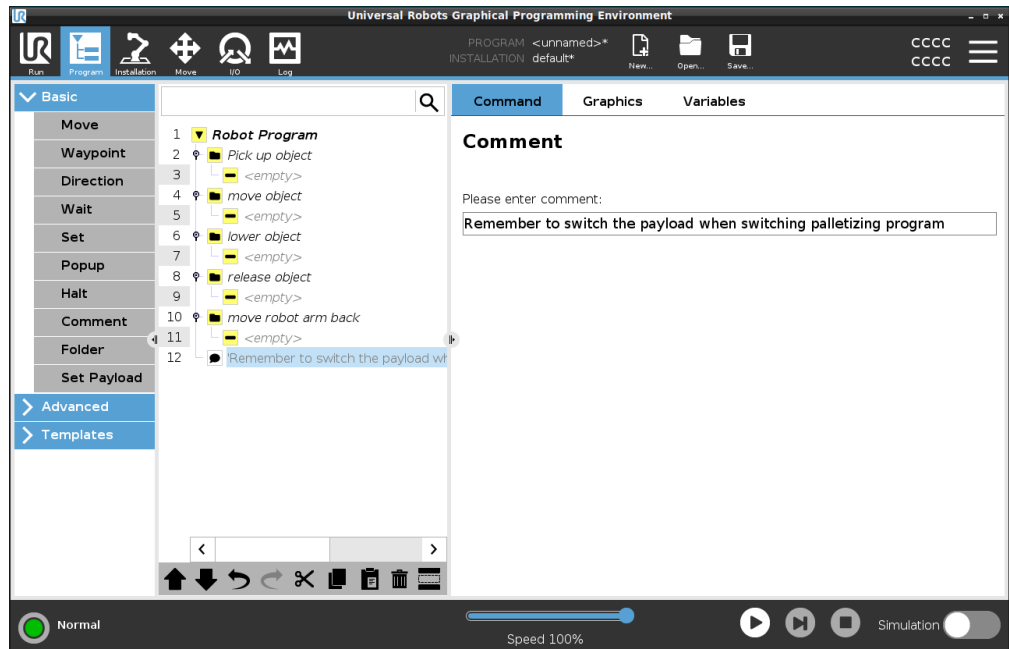 Universal Robots Graphical Programming Environment
UR
Run
Program
Installation
Move
I/O
Log
PROGRAM <unnamed>*
INSTALLATION default*
New...
Open...
Save...
CCCC
CCCC
Basic
Move
Waypoint
Direction
Wait
Set
Popup
Halt
Comment
Folder
Set Payload
Advanced
Templates
1 Robot Program
2 Pick up object
3 <empty>
4 move object
5 <empty>
6 lower object
7 <empty>
8 release object
9 <empty>
10 move robot arm back
11 <empty>
12 'Remember to switch the payload wh
Command Graphics Variables
Comment
Please enter comment:
Remember to switch the payload when switching palletizing program
Normal
Speed 100%
Simulation